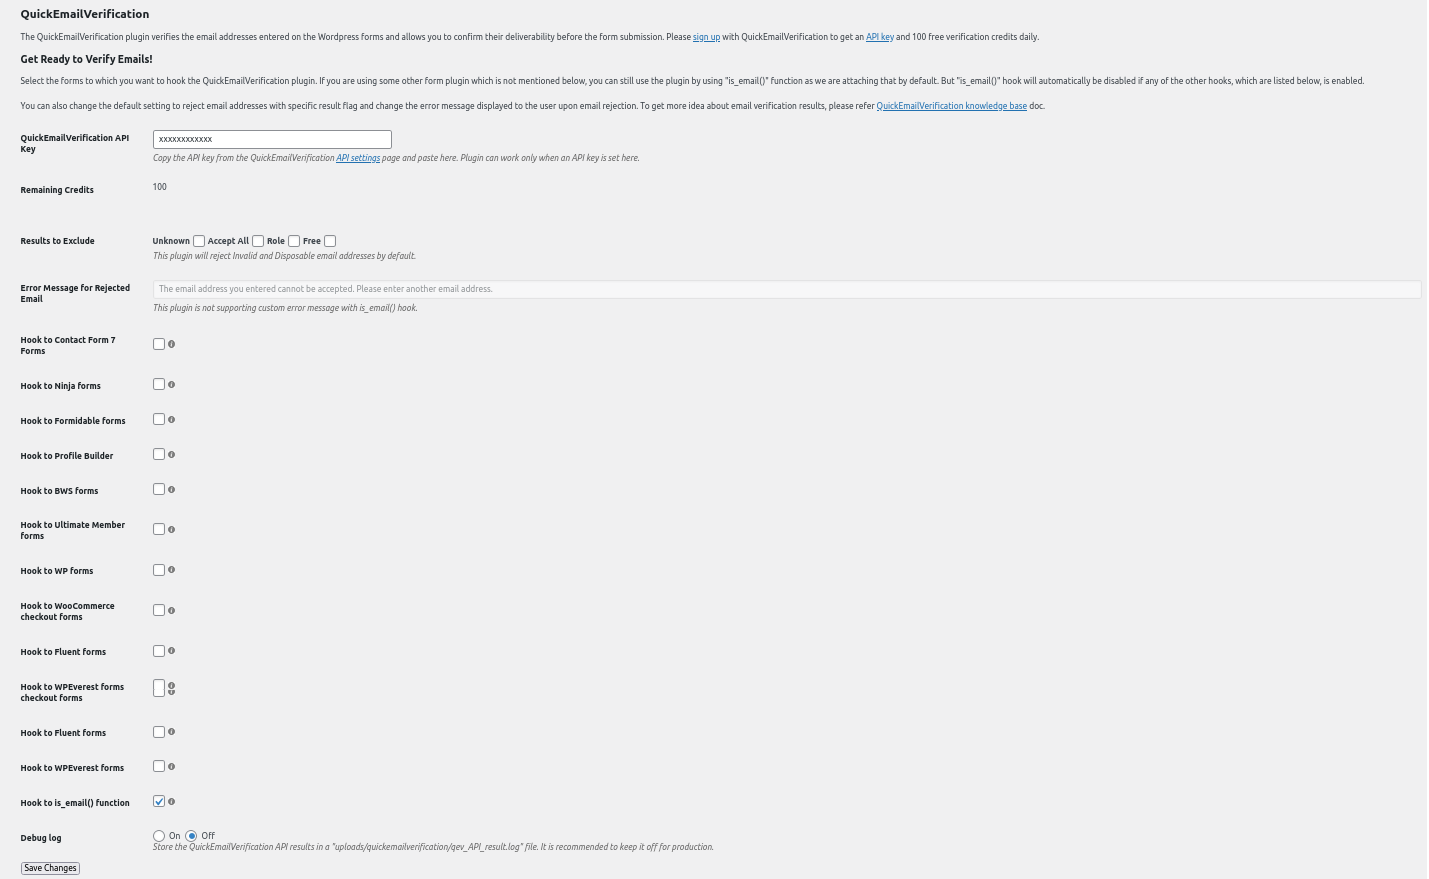 QuickEmailVerification
The QuickEmailVerification plugin verifies the email addresses entered on the Wordpress forms and allows you to confirm their deliverability before the form submission. Please sign up with QuickEmailVerification to get an API key and 100 free verification credits daily.
Get Ready to Verify Emails!
Select the forms to which you want to hook the QuickEmailVerification plugin. If you are using some other form plugin which is not mentioned below, you can still use the plugin by using "is_email()" function as we are attaching that by default. But "is_email()" hook will automatically be disabled if any of the other hooks, which are listed below, is enabled.
You can also change the default setting to reject email addresses with specific result flag and change the error message displayed to the user upon email rejection. To get more idea about email verification results, please refer QuickEmailVerification knowledge base doc.
QuickEmailVerification API
Key
xxxxxxxxxxxx
Copy the API key from the QuickEmailVerification API settings page and paste here. Plugin can work only when an API key is set here.
Remaining Credits
100
Results to Exclude
Unknown Accept All Role Free
This plugin will reject Invalid and Disposable email addresses by default.
Error Message for Rejected
Email
The email address you entered cannot be accepted. Please enter another email address.
This plugin is not supporting custom error message with is_email() hook.
Hook to Contact Form 7
Forms
Hook to Ninja forms
Hook to Formidable forms
Hook to Profile Builder
Hook to BWS forms
Hook to Ultimate Member
forms
Hook to WP forms
Hook to WooCommerce
checkout forms
Hook to Fluent forms
Hook to WPEverest forms
checkout forms
Hook to Fluent forms
Hook to WPEverest forms
Hook to is_email() function
Debug log
On Off
Store the QuickEmailVerification API results in a "uploads/quickemailverification/qev_API_result.log" file. It is recommended to keep it off for production.
Save Changes